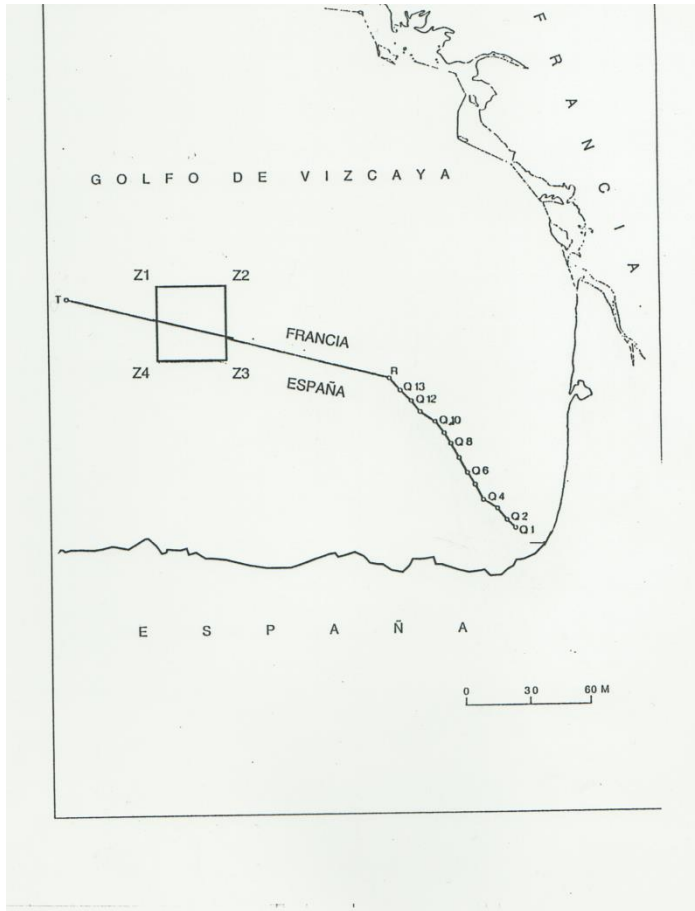 F R A N C I A
G O L F O D E V I Z C A Y A
Z1 Z2
T
FRANCIA
Z4 Z3
ESPAÑA
R
Q 13
Q 12
Q 10
Q 8
Q 6
Q 4
Q 2
Q 1
E S P A Ñ A
0 30 60 M